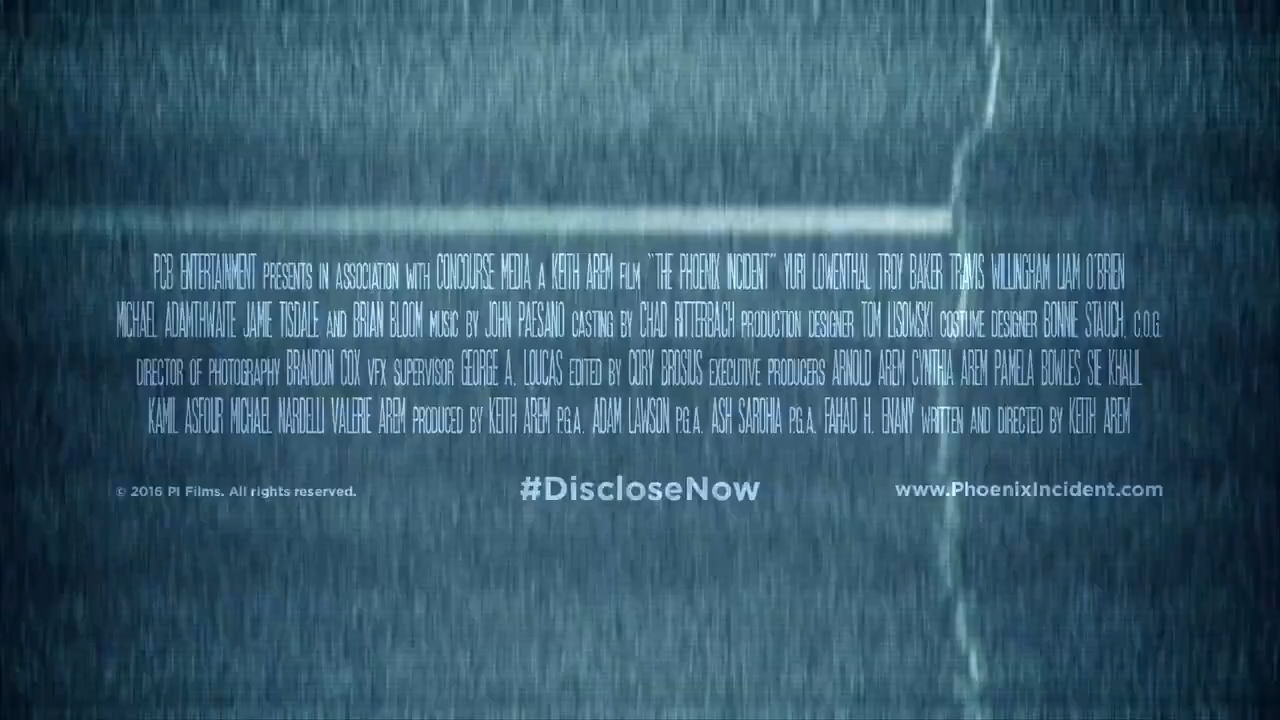 PCB ENTERTAINMENT PRESENTS IN ASSOCIATION WITH CONCOURSE MEDIA A KEITH AREM FILM "THE PHOENIX INCIDENT" YURI LOWENTHAL TROY BAKER TRAVIS WILLINGHAM LIAM O'BRIEN
MICHAEL ADAMTHWAITE JAMIE TISDALE AND BRIAN BLOOM MUSIC BY JOHN PAESANO CASTING BY CHAD RITTERBACH PRODUCTION DESIGNER TOM LISOWSKI COSTUME DESIGNER BONNIE STAUCH, C.O.G.
DIRECTOR OF PHOTOGRAPHY BRANDON COX VFX SUPERVISOR GEORGE A. LOUCAS EDITED BY CORY BROSIUS EXECUTIVE PRODUCERS ARNOLD AREM CYNTHIA AREM PAMELA BOWLES S'E KHALIL
KAMIL ASFOUR MICHAEL NARDELLI VALERIE AREM PRODUCED BY KEITH AREM P.G.A. ADAM LAWSON P.G.A. ASH SAROHIA P.G.A. FAHAD H. ENANY WRITTEN AND DIRECTED BY KEITH AREM
© 2016 PI Films. All rights reserved. #DiscloseNow www.PhoenixIncident.com